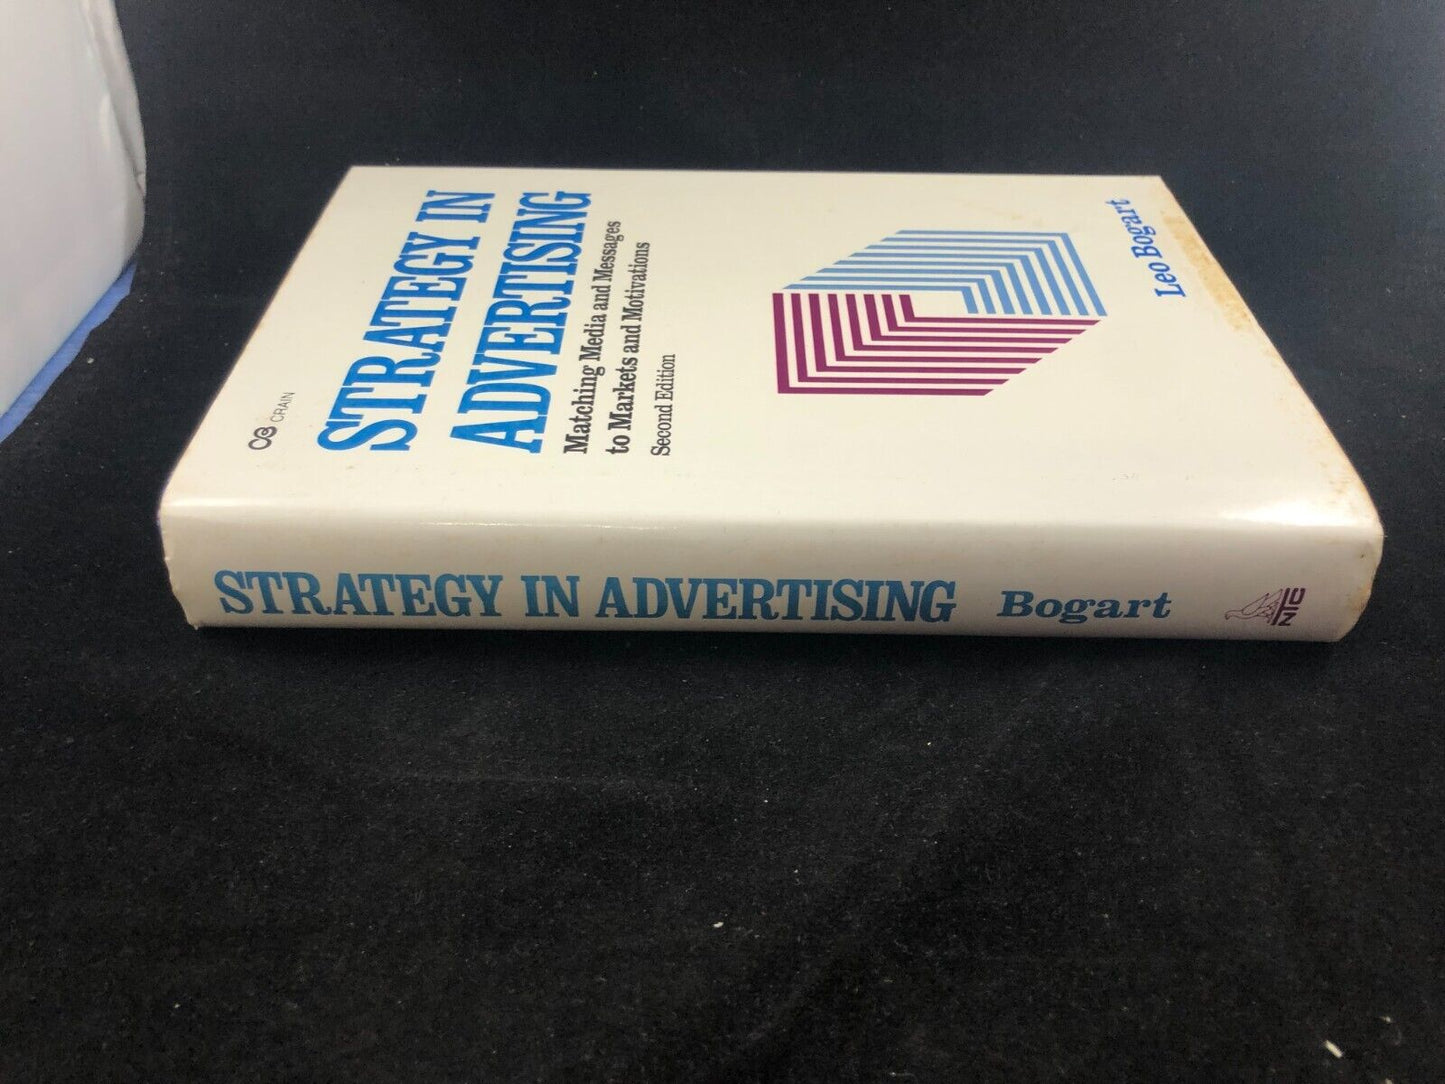 CRAIN
STRATEGY IN
ADVERTISING
Matching Media and Messages
to Markets and Motivations
Second Edition
Leo Bogart
STRATEGY IN ADVERTISING Bogart NTC